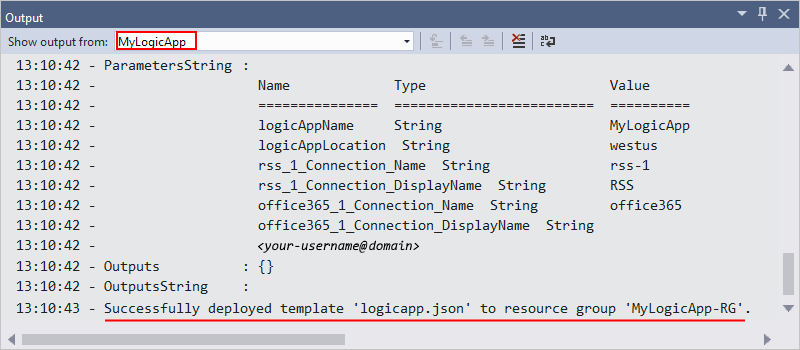 Output
Show output from: MyLogicApp
13:10:42 - ParametersString :
13:10:42 - Name Type Value
13:10:42 - =============== ========================= ==========
13:10:42 - logicAppName String MyLogicApp
13:10:42 - logicAppLocation String westus
13:10:42 - rss_1_Connection_Name String rss-1
13:10:42 - rss_1_Connection_DisplayName String RSS
13:10:42 - office365_1_Connection_Name String office365
13:10:42 - office365_1_Connection_DisplayName String
13:10:42 - <your-username@domain>
13:10:42 - Outputs : {}
13:10:42 - OutputsString :
13:10:43 - Successfully deployed template 'logicapp.json' to resource group 'MyLogicApp-RG'.